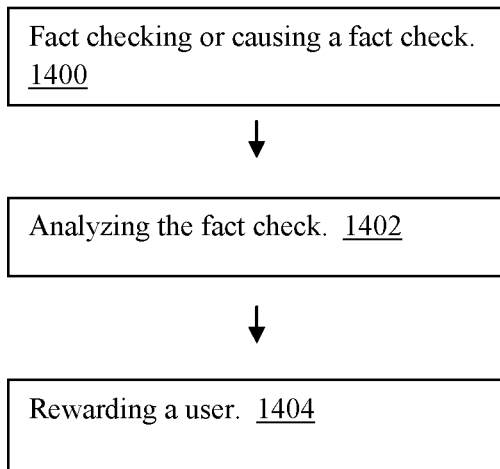 Fact checking or causing a fact check.
1400
Analyzing the fact check. 1402
Rewarding a user. 1404